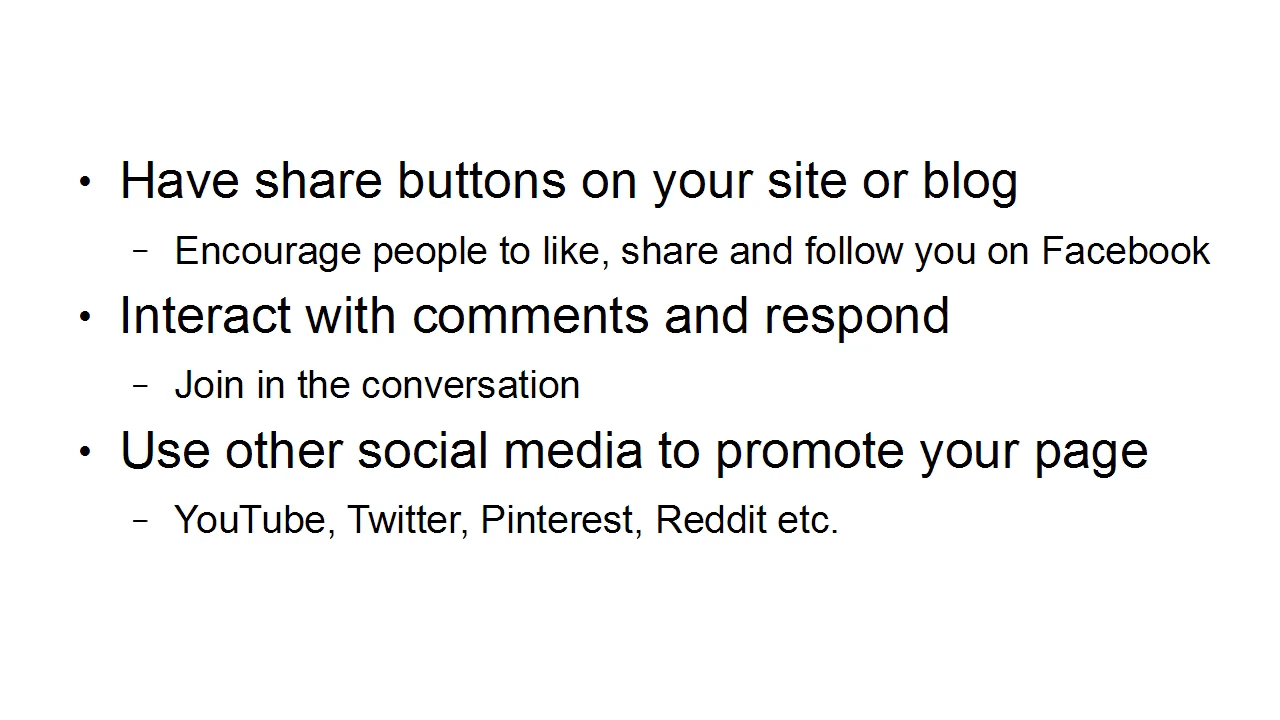 • Have share buttons on your site or blog
– Encourage people to like, share and follow you on Facebook
• Interact with comments and respond
– Join in the conversation
• Use other social media to promote your page
– YouTube, Twitter, Pinterest, Reddit etc.